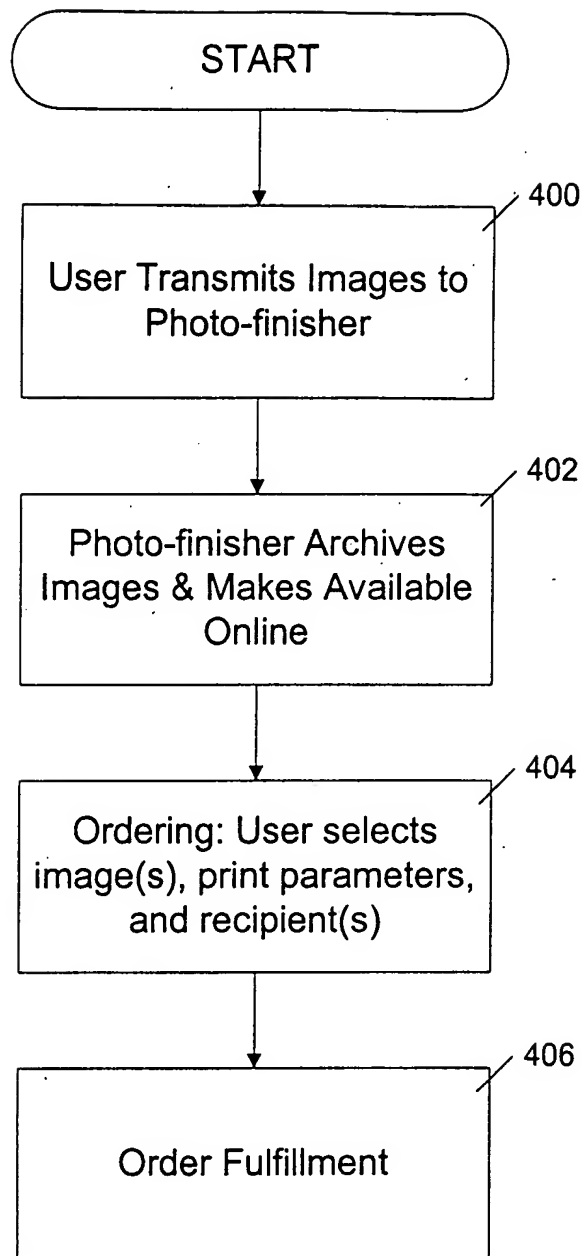 START
400
User Transmits Images to
Photo-finisher
402
Photo-finisher Archives
Images & Makes Available
Online
404
Ordering: User selects
image(s), print parameters,
and recipient(s)
406
Order Fulfillment